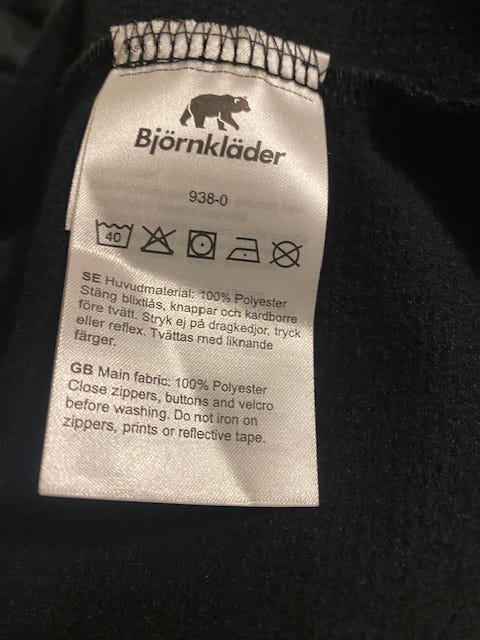 Björnkläder
938-0
40
SE Huvudmaterial: 100% Polyester
Stäng blixtlås, knappar och kardborre
före tvätt. Stryk ej på dragkedjor, tryck
eller reflex. Tvättas med liknande
färger.
GB Main fabric: 100% Polyester
Close zippers, buttons and velcro
before washing. Do not iron on
zippers, prints or reflective tape.